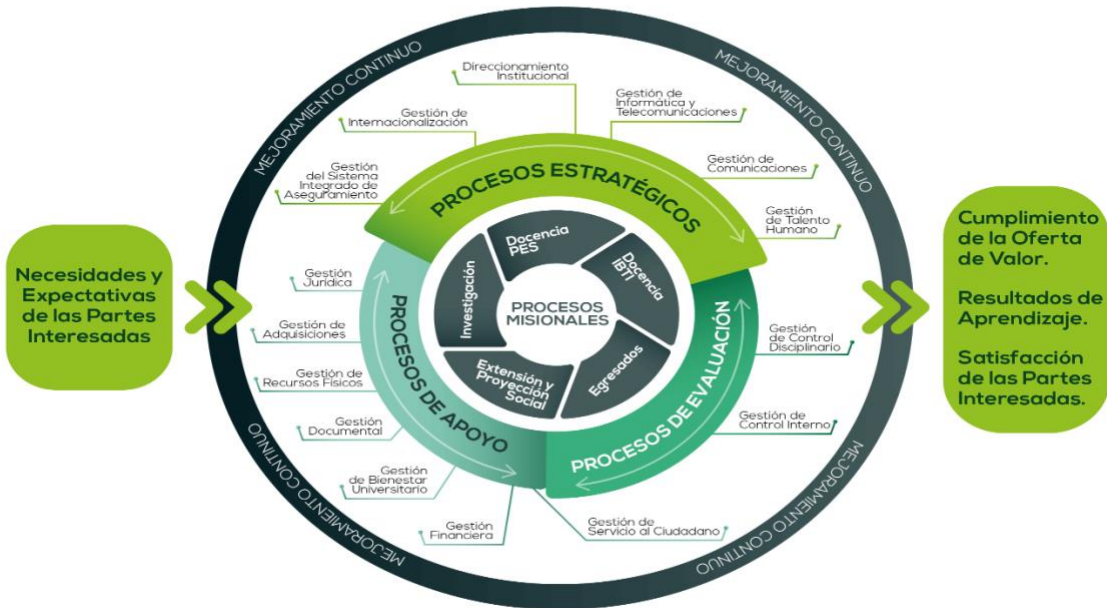 MEJORAMIENTO CONTINUO
MEJORAMIENTO CONTINUO
Direccionamiento
Institucional
Gestión de
Informática y
Telecomunicaciones
Gestión de
Internacionalización
Gestión de
Comunicaciones
Gestión
del Sistema
Integrado de
Aseguramiento
Gestión
de Talento
Humano
PROCESOS ESTRATÉGICOS
Necesidades y
Expectativas
de las Partes
Interesadas
Gestión
Jurídica
Gestión de
Adquisiciones
Gestión de
Recursos Físicos
Gestión
Documental
Gestión
de Bienestar
Universitario
Gestión
Financiera
Gestión de
Servicio al Ciudadano
PROCESOS DE APOYO
Docencia
PES
Docencia
IBTI
Investigación
PROCESOS
MISIONALES
Extensión y
Proyección
Social
Egresados
PROCESOS DE EVALUACIÓN
Gestión
de Control
Disciplinario
Gestión de
Control Interno
Cumplimiento
de la Oferta
de Valor.
Resultados de
Aprendizaje.
Satisfacción
de las Partes
Interesadas.
MEJORAMIENTO CONTINUO
MEJORAMIENTO CONTINUO